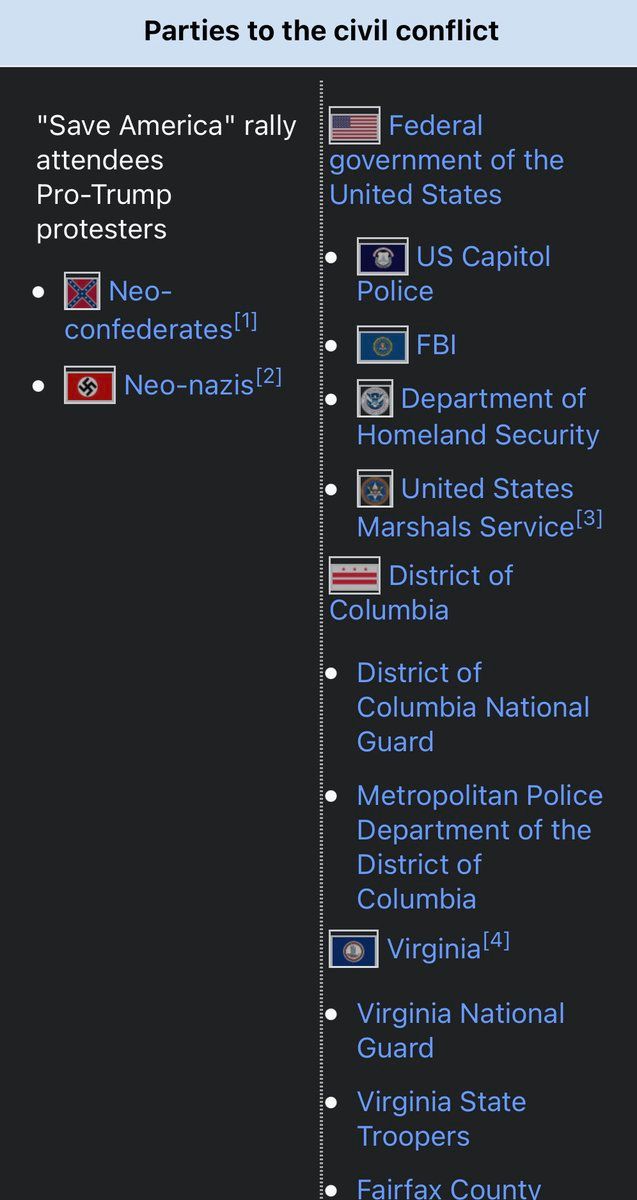 Parties to the civil conflict
"Save America" rally
attendees
Pro-Trump
protesters
Neo-
confederates[1]
Neo-nazis[2]
Federal
government of the
United States
US Capitol
Police
FBI
Department of
Homeland Security
United States
Marshals Service[3]
District of
Columbia
District of
Columbia National
Guard
Metropolitan Police
Department of the
District of
Columbia
Virginia[4]
Virginia National
Guard
Virginia State
Troopers
Fairfax County